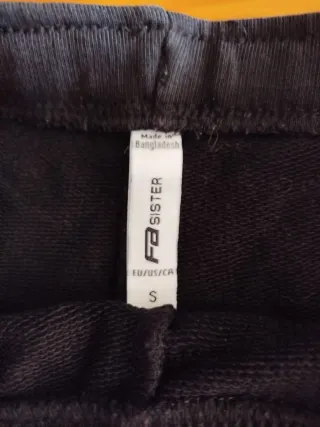 Made in
Bangladesh
FB SISTER
EU/US/CA
S